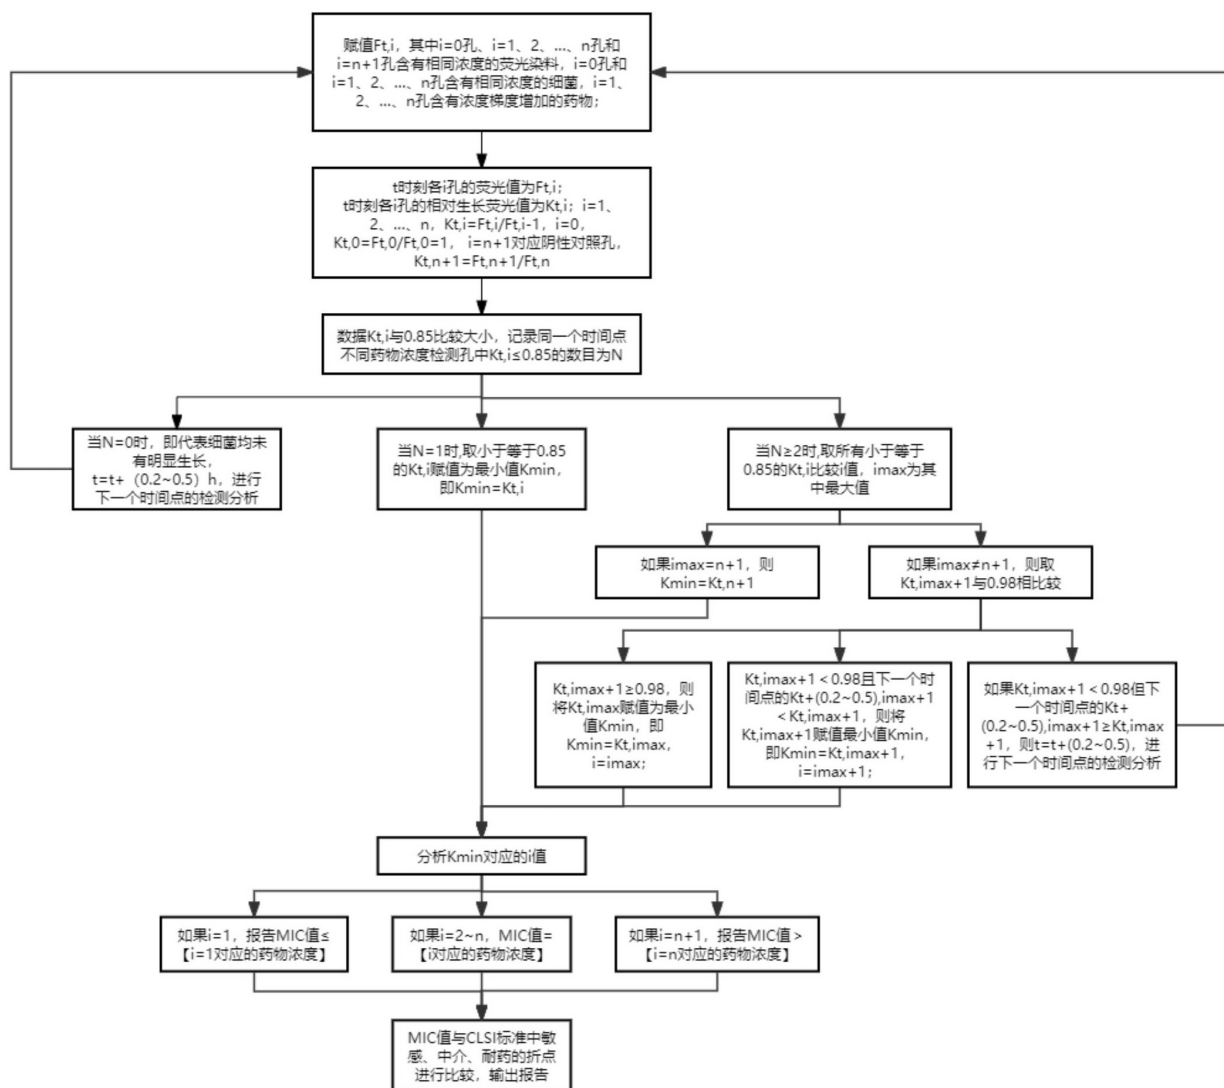 赋值Ft,i，其中i=0孔、i=1、2、...、n孔和
i=n+1孔含有相同浓度的荧光染料，i=0孔和
i=1、2、...、n孔含有相同浓度的细菌，i=1、
2、...、n孔含有浓度梯度增加的药物；
t时刻各i孔的荧光值为Ft,i；
t时刻各i孔的相对生长荧光值为Kt,i；i=1、
2、...、n，Kt,i=Ft,i/Ft,i-1，i=0，
Kt,0=Ft,0/Ft,0=1， i=n+1对应阴性对照孔，
Kt,n+1=Ft,n+1/Ft,n
数据Kt,i与0.85比较大小，记录同一个时间点
不同药物浓度检测孔中Kt,i≤0.85的数目为N
当N=0时，即代表细菌均未
有明显生长，
t=t+（0.2~0.5）h，进行
下一个时间点的检测分析
当N=1时,取小于等于0.85
的Kt,i赋值为最小值Kmin，
即Kmin=Kt,i
当N≥2时,取所有小于等于
0.85的Kt,i比较i值，imax为其
中最大值
如果imax=n+1，则
Kmin=Kt,n+1
如果imax≠n+1，则取
Kt,imax+1与0.98相比较
Kt,imax+1≥0.98，则
将Kt,imax赋值为最小
值Kmin，即
Kmin=Kt,imax，
i=imax；
Kt,imax+1＜0.98且下一个时
间点的Kt+(0.2~0.5),imax+1
＜Kt,imax+1，则将
Kt,imax+1赋值最小值Kmin，
即Kmin=Kt,imax+1，
i=imax+1；
如果Kt,imax+1＜0.98但下
一个时间点的Kt+
(0.2~0.5),imax+1≥Kt,imax
+1，则t=t+(0.2~0.5)，进
行下一个时间点的检测分析
分析Kmin对应的i值
如果i=1，报告MIC值≤
【i=1对应的药物浓度】
如果i=2~n，MIC值=
【i对应的药物浓度】
如果i=n+1，报告MIC值＞
【i=n对应的药物浓度】
MIC值与CLSI标准中敏
感、中介、耐药的折点
进行比较，输出报告